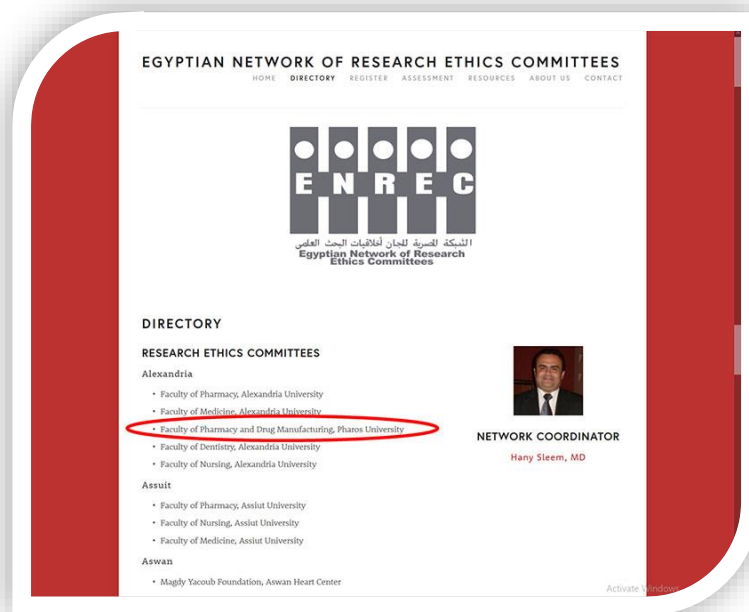 EGYPTIAN NETWORK OF RESEARCH ETHICS COMMITTEES
HOME DIRECTORY REGISTER ASSESSMENT RESOURCES ABOUT US CONTACT
ENREC
الشبكة المصرية للجان أخلاقيات البحث العلمى
Egyptian Network of Research
Ethics Committees
DIRECTORY
RESEARCH ETHICS COMMITTEES
Alexandria
• Faculty of Pharmacy, Alexandria University
• Faculty of Medicine, Alexandria University
• Faculty of Pharmacy and Drug Manufacturing, Pharos University
• Faculty of Dentistry, Alexandria University
• Faculty of Nursing, Alexandria University
Assuit
• Faculty of Pharmacy, Assiut University
• Faculty of Nursing, Assiut University
• Faculty of Medicine, Assiut University
Aswan
• Magdy Yacoub Foundation, Aswan Heart Center
NETWORK COORDINATOR
Hany Sleem, MD
Activate Windows